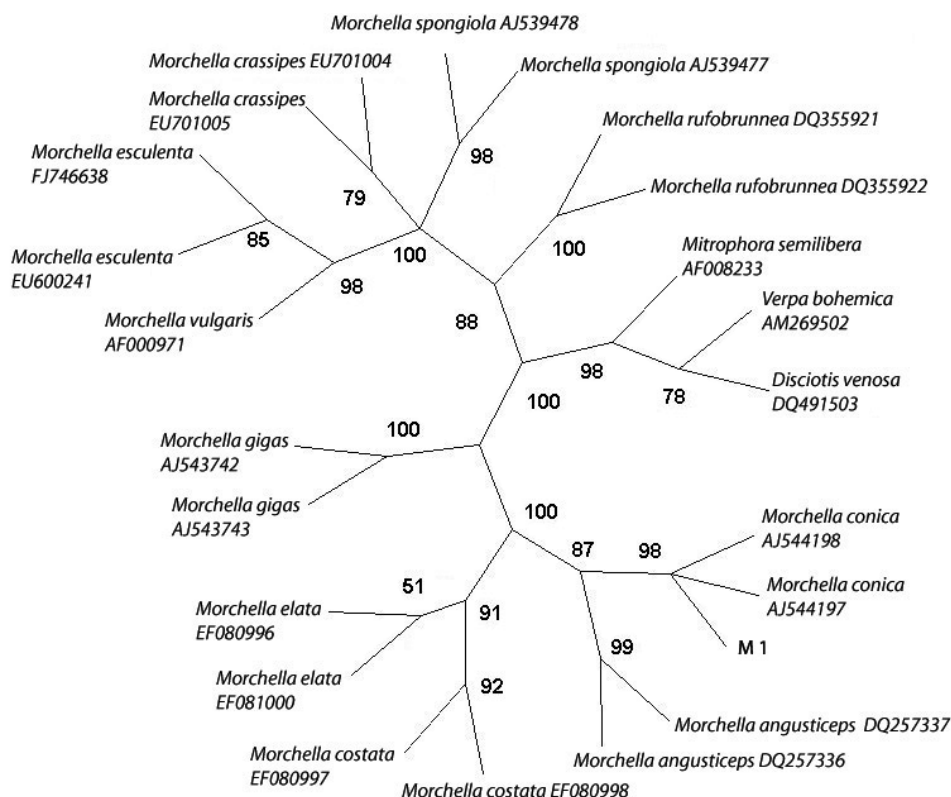 Morchella spongiola AJ539478
Morchella crassipes EU701004
Morchella spongiola AJ539477
Morchella crassipes
EU701005
Morchella rufobrunnea DQ355921
Morchella esculenta
FJ746638
98
79
Morchella rufobrunnea DQ355922
85
100
100
Mitrophora semilibera
AF008233
Morchella esculenta
EU600241
98
Verpa bohemica
AM269502
Morchella vulgaris
AF000971
88
98
78
Disciotis venosa
DQ491503
100
100
Morchella gigas
AJ543742
Morchella gigas
AJ543743
100
Morchella conica
AJ544198
87
98
Morchella conica
AJ544197
51
Morchella elata
EF080996
91
M 1
99
Morchella elata
EF081000
92
Morchella angusticeps DQ257337
Morchella costata
EF080997
Morchella angusticeps DQ257336
Morchella costata EF080998